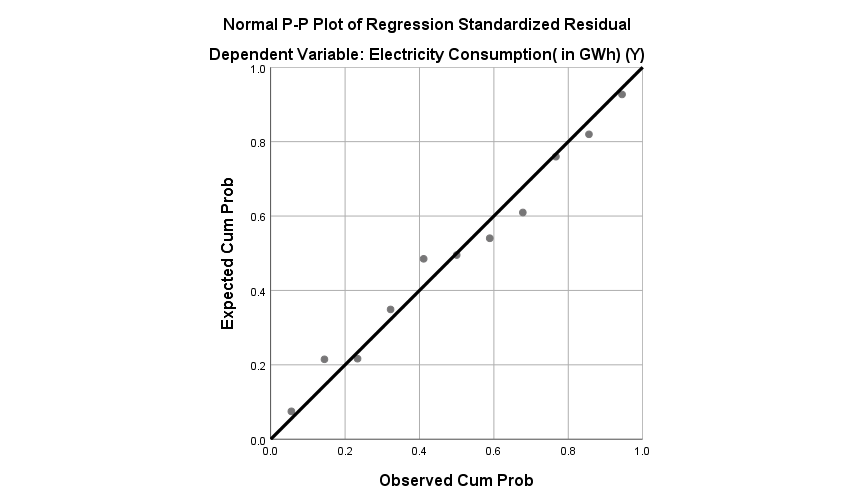 Normal P-P Plot of Regression Standardized Residual
Dependent Variable: Electricity Consumption( in GWh) (Y)
Expected Cum Prob
1.0
0.8
0.6
0.4
0.2
0.0
0.0 0.2 0.4 0.6 0.8 1.0
Observed Cum Prob